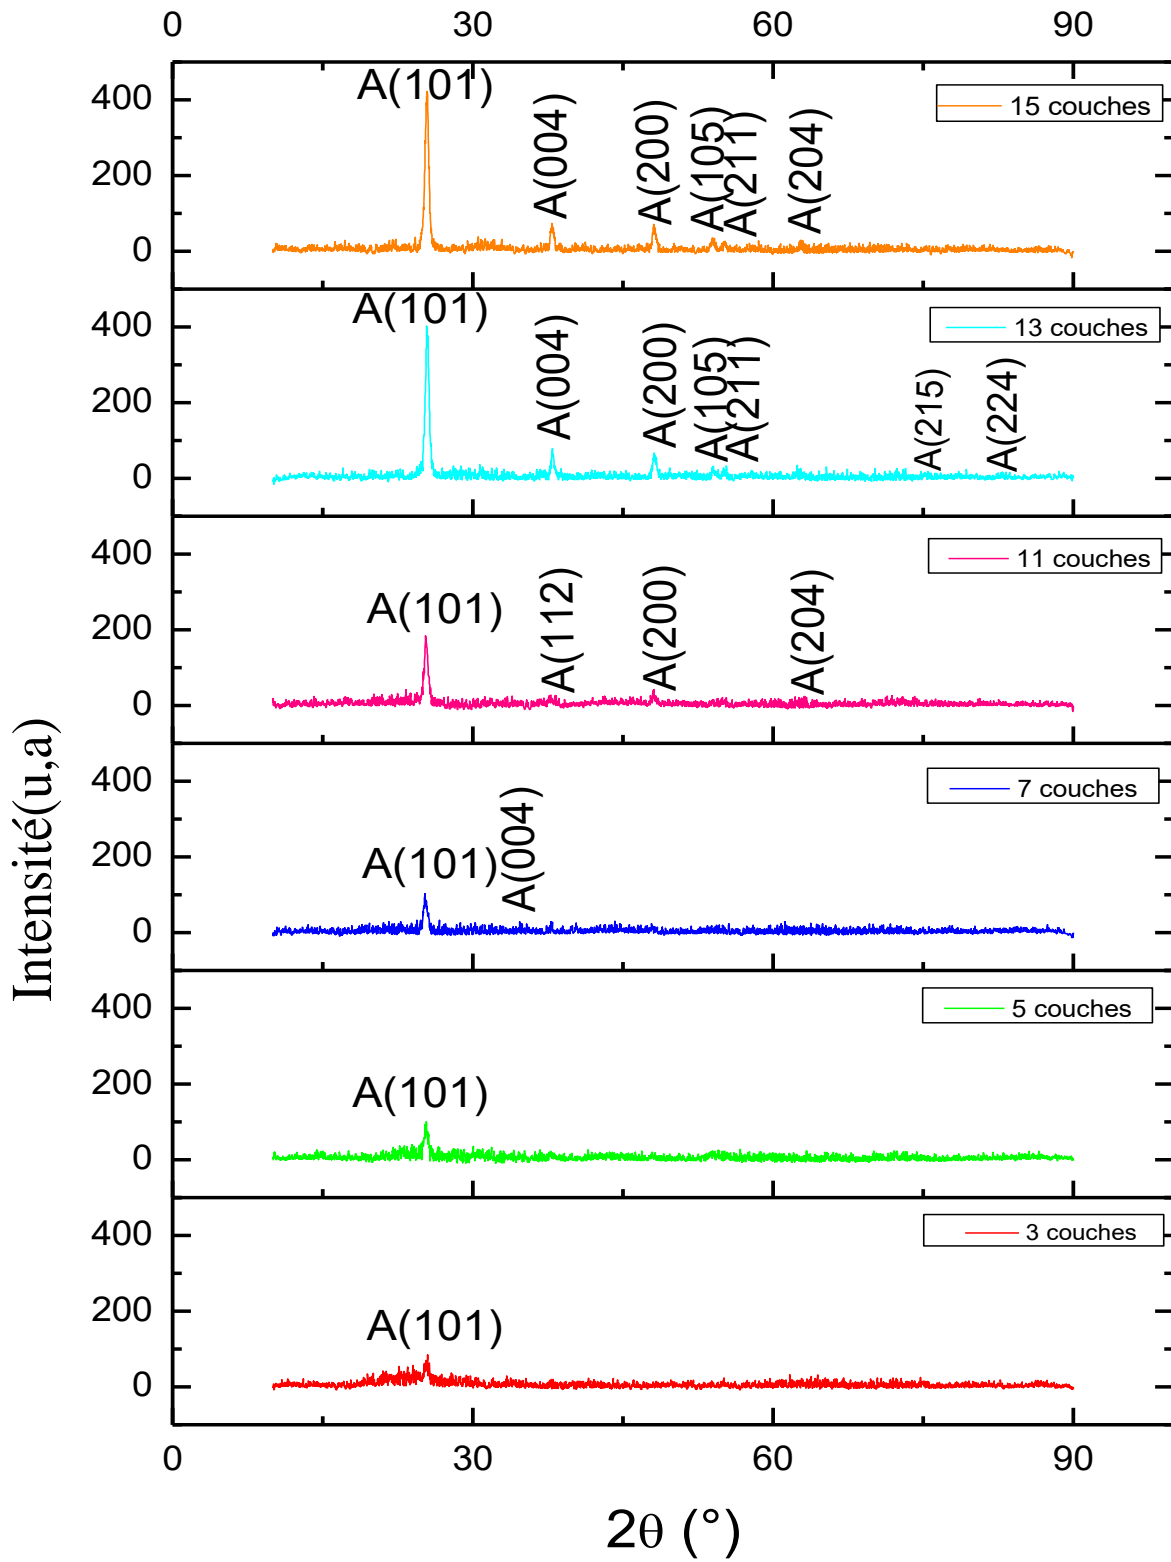 0 30 60 90
A(101) A(004) A(200) A(105) A(211) A(204)
15 couches
400
200
0
A(101) A(004) A(200) A(105) A(211) A(215) A(224)
13 couches
400
200
0
A(101) A(112) A(200) A(204)
11 couches
400
200
0
A(101) A(004)
7 couches
400
200
0
A(101)
5 couches
400
200
0
A(101)
3 couches
400
200
0
0 30 60 90
Intensité(u,a)
2θ (°)